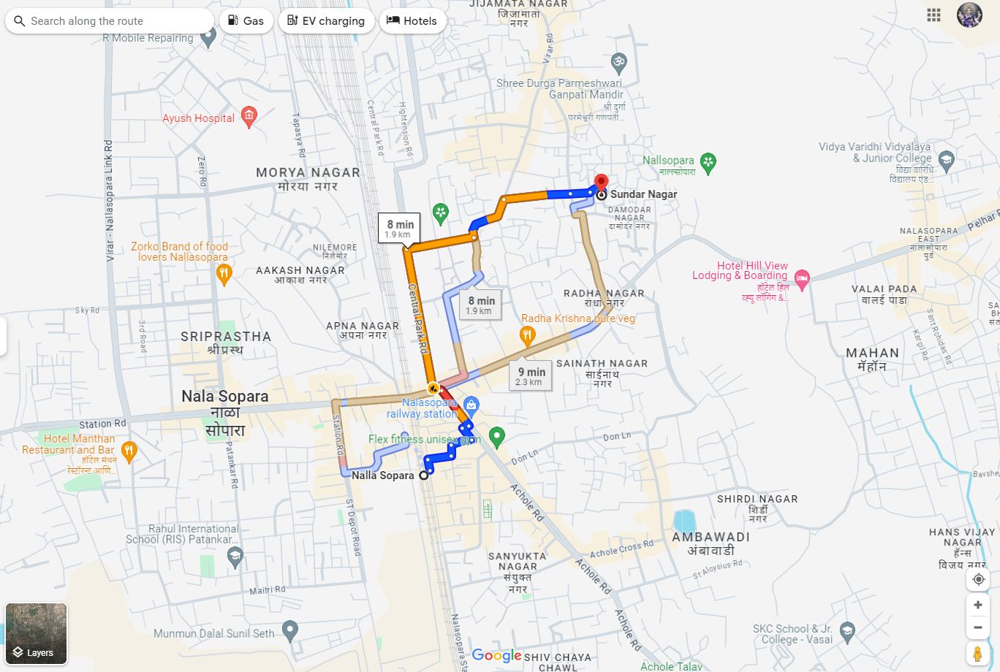 Search along the route
Gas
EV charging
Hotels
JIJAMATA NAGAR
जिजामाता
नगर
R Mobile Repairing
Virar Rd
Shree Durga Parmeshwari
Ganpati Mandir
श्री दुर्गा
परमेश्वरी गणपती...
Ayush Hospital
Tapasya Rd
Central Park Rd
Hightension Rd
Virar - Nallasopara Link Rd
Zero Rd
MORYA NAGAR
मोरया नगर
Nallsopara
नाल्ल्सोपारा
Vidya Varidhi Vidyalaya
& Junior College
विद्या वारिधि
विद्यालय एंड...
Sundar Nagar
DAMODAR
NAGAR
दामोदर नगर
8 min
1.9 km
Pelhar F
NALASOPARA
EAST
नालासोपारा
पुर्व
Zorko Brand of food
lovers Nallasopara
NILEMORE
निलेमोर
AAKASH NAGAR
आकाश नगर
Hotel Hill View
Lodging & Boarding
हॉटेल हिल
व्ह्यू लॉगिंग &...
VALAI PADA
वालई पाडा
8 min
1.9 km
RADHA NAGAR
राधा नगर
Sky Rd
3rd Road
Central Park Rd
Radha Krishna pure veg
APNA NAGAR
अपना नगर
SRIPRASTHA
श्रीप्रस्थ
Kargil Rd
Sant Rohidas Rd
SA
BH
MAHAN
मॅहॉन
9 min
2.3 km
SAINATH NAGAR
साईनाथ
नगर
Nala Sopara
नाळा
सोपारा
Nalasopara
railway station
Station Rd
Station Rd
Hotel Manthan
Restaurant and Bar
हॉटेल मंथन
रेस्टॉरन्ट आणि...
Patankar Rd
Flex fitness unisex gym
Don Ln
Don Ln
Nalla Sopara
Bavshe
Achole Rd
ST Depot Road
SHIRDI NAGAR
शिर्डी
नगर
Rahul International
School (RIS) Patankar...
AMBAWADI
अंबावाडी
HANS VIJAY
NAGAR
हॅन्स
विजय नगर
Achole Cross Rd
SANYUKTA
NAGAR
संयुक्त
नगर
St Aloysius Rd
Achole Rd
Maitri Rd
Achole Rd
Munmun Dalal Sunil Seth
Nalasopara Sta
SKC School & Jr.
College - Vasai
Layers
Google
SHIV CHAYA
CHAWL
Achole Talav